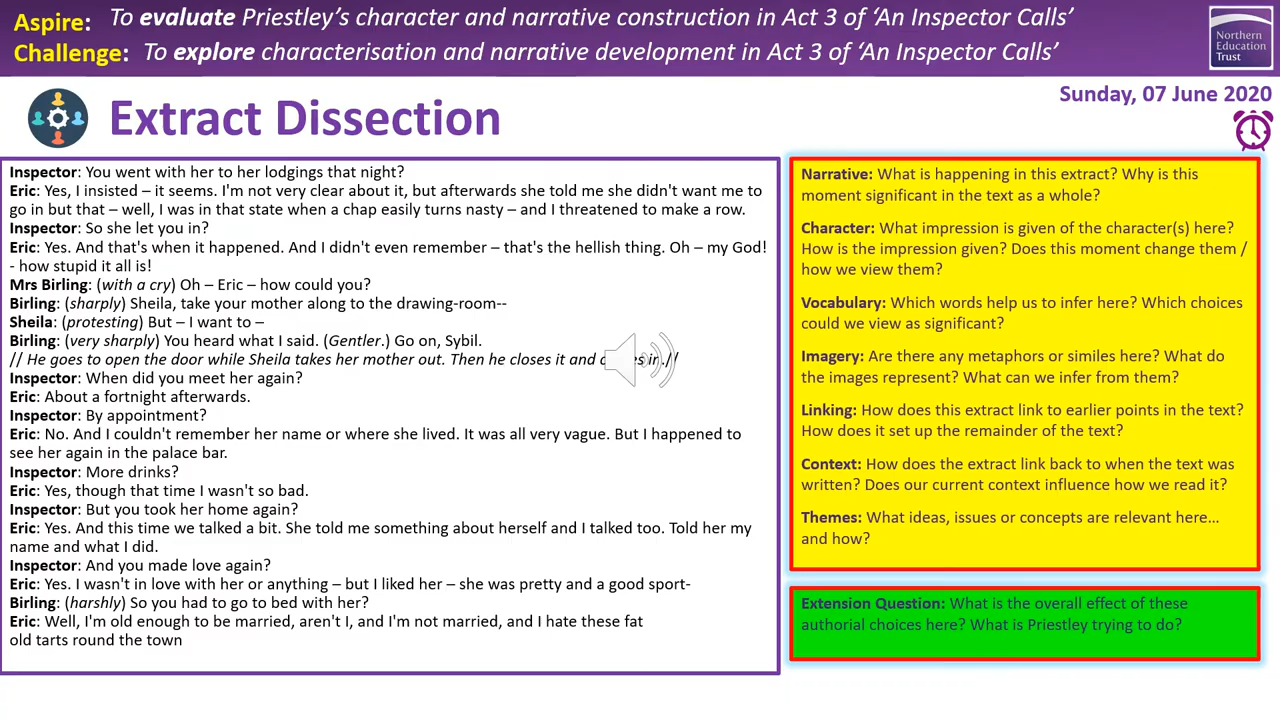 Aspire: To evaluate Priestley's character and narrative construction in Act 3 of 'An Inspector Calls'
Challenge: To explore characterisation and narrative development in Act 3 of 'An Inspector Calls'
Northern
Education
Trust
Sunday, 07 June 2020
Extract Dissection
Inspector: You went with her to her lodgings that night?
Eric: Yes, I insisted – it seems. I'm not very clear about it, but afterwards she told me she didn't want me to
go in but that – well, I was in that state when a chap easily turns nasty – and I threatened to make a row.
Inspector: So she let you in?
Eric: Yes. And that's when it happened. And I didn't even remember – that's the hellish thing. Oh – my God!
- how stupid it all is!
Mrs Birling: (with a cry) Oh – Eric – how could you?
Birling: (sharply) Sheila, take your mother along to the drawing-room--
Sheila: (protesting) But – I want to –
Birling: (very sharply) You heard what I said. (Gentler.) Go on, Sybil.
// He goes to open the door while Sheila takes her mother out. Then he closes it and in.//
Inspector: When did you meet her again?
Eric: About a fortnight afterwards.
Inspector: By appointment?
Eric: No. And I couldn't remember her name or where she lived. It was all very vague. But I happened to
see her again in the palace bar.
Inspector: More drinks?
Eric: Yes, though that time I wasn't so bad.
Inspector: But you took her home again?
Eric: Yes. And this time we talked a bit. She told me something about herself and I talked too. Told her my
name and what I did.
Inspector: And you made love again?
Eric: Yes. I wasn't in love with her or anything – but I liked her – she was pretty and a good sport-
Birling: (harshly) So you had to go to bed with her?
Eric: Well, I'm old enough to be married, aren't I, and I'm not married, and I hate these fat
old tarts round the town
Narrative: What is happening in this extract? Why is this
moment significant in the text as a whole?
Character: What impression is given of the character(s) here?
How is the impression given? Does this moment change them /
how we view them?
Vocabulary: Which words help us to infer here? Which choices
could we view as significant?
Imagery: Are there any metaphors or similes here? What do
the images represent? What can we infer from them?
Linking: How does this extract link to earlier points in the text?
How does it set up the remainder of the text?
Context: How does the extract link back to when the text was
written? Does our current context influence how we read it?
Themes: What ideas, issues or concepts are relevant here…
and how?
Extension Question: What is the overall effect of these
authorial choices here? What is Priestley trying to do?